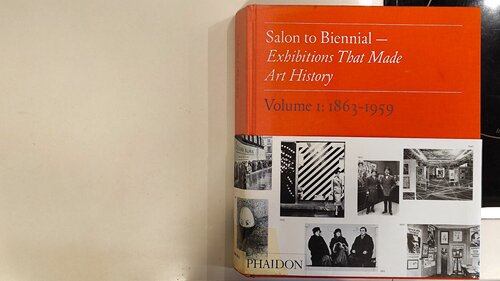 Salon to Biennial —
Exhibitions That Made
Art History
Volume 1: 1863-1959
PHAIDON